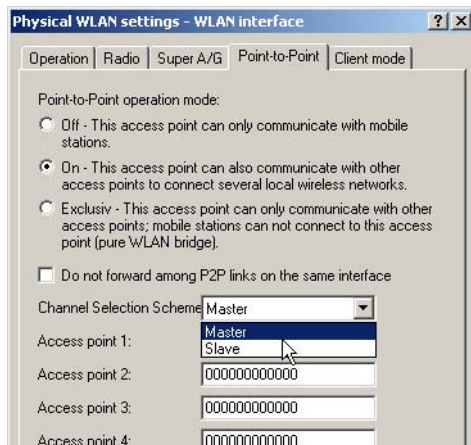 Physical WLAN settings - WLAN interface
Operation Radio Super A/G Point-to-Point Client mode
Point-to-Point operation mode:
Off - This access point can only communicate with mobile
stations.
On - This access point can also communicate with other
access points to connect several local wireless networks.
Exclusiv - This access point can only communicate with other
access points; mobile stations can not connect to this access
point (pure WLAN bridge).
Do not forward among P2P links on the same interface
Channel Selection Scheme Master
Master
Access point 1:
Slave
Access point 2: 000000000000
Access point 3: 000000000000
Access point 4: 000000000000